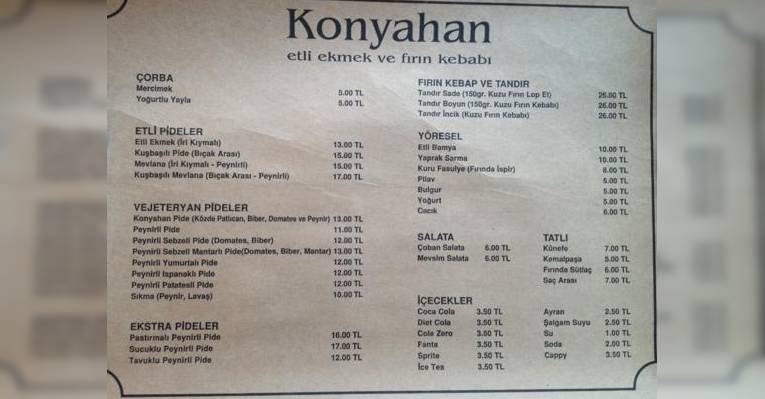 Konyahan
etli ekmek ve fırın kebabı
ÇORBA
Mercimek 5.00 TL
Yoğurtlu Yayla 5.00 TL
ETLİ PİDELER
Etli Ekmek (İri Kıymalı) 13.00 TL
Kuşbaşılı Pide (Bıçak Arası) 15.00 TL
Mevlana (İri Kıymalı - Peynirli) 15.00 TL
Kuşbaşılı Mevlana (Bıçak Arası - Peynirli) 17.00 TL
VEJETERYAN PİDELER
Konyahan Pide (Közde Patlıcan, Biber, Domates ve Peynir) 13.00 TL
Peynirli Pide 11.00 TL
Peynirli Sebzeli Pide (Domates, Biber) 12.00 TL
Peynirli Sebzeli Mantarlı Pide(Domates, Biber, Mantar) 13.00 TL
Peynirli Yumurtalı Pide 12.00 TL
Peynirli Ispanaklı Pide 12.00 TL
Peynirli Patatesli Pide 12.00 TL
Sıkma (Peynir, Lavaş) 10.00 TL
EKSTRA PİDELER
Pastırmalı Peynirli Pide 16.00 TL
Sucuklu Peynirli Pide 17.00 TL
Tavuklu Peynirli Pide 12.00 TL
FIRIN KEBAP VE TANDIR
Tandır Sade (150gr. Kuzu Fırın Lop Et) 26.00 TL
Tandır Boyun (150gr. Kuzu Fırın Kebabı) 26.00 TL
Tandır İncik (Kuzu Fırın Kebabı) 26.00 TL
YÖRESEL
Etli Bamya 10.00 TL
Yaprak Sarma 10.00 TL
Kuru Fasulye (Fırında İspir) 8.00 TL
Pilav 5.00 TL
Bulgur 5.00 TL
Yoğurt 5.00 TL
Cacık 6.00 TL
SALATA
Çoban Salata 6.00 TL
Mevsim Salata 6.00 TL
TATLI
Künefe 7.00 TL
Kemalpaşa 5.00 TL
Fırında Sütlaç 6.00 TL
Saç Arası 7.00 TL
İÇECEKLER
Coca Cola 3.50 TL
Diet Cola 3.50 TL
Cola Zero 3.50 TL
Fanta 3.50 TL
Sprite 3.50 TL
İce Tea 3.50 TL
Ayran 2.50 TL
Şalgam Suyu 2.50 TL
Su 1.00 TL
Soda 2.00 TL
Cappy 3.50 TL